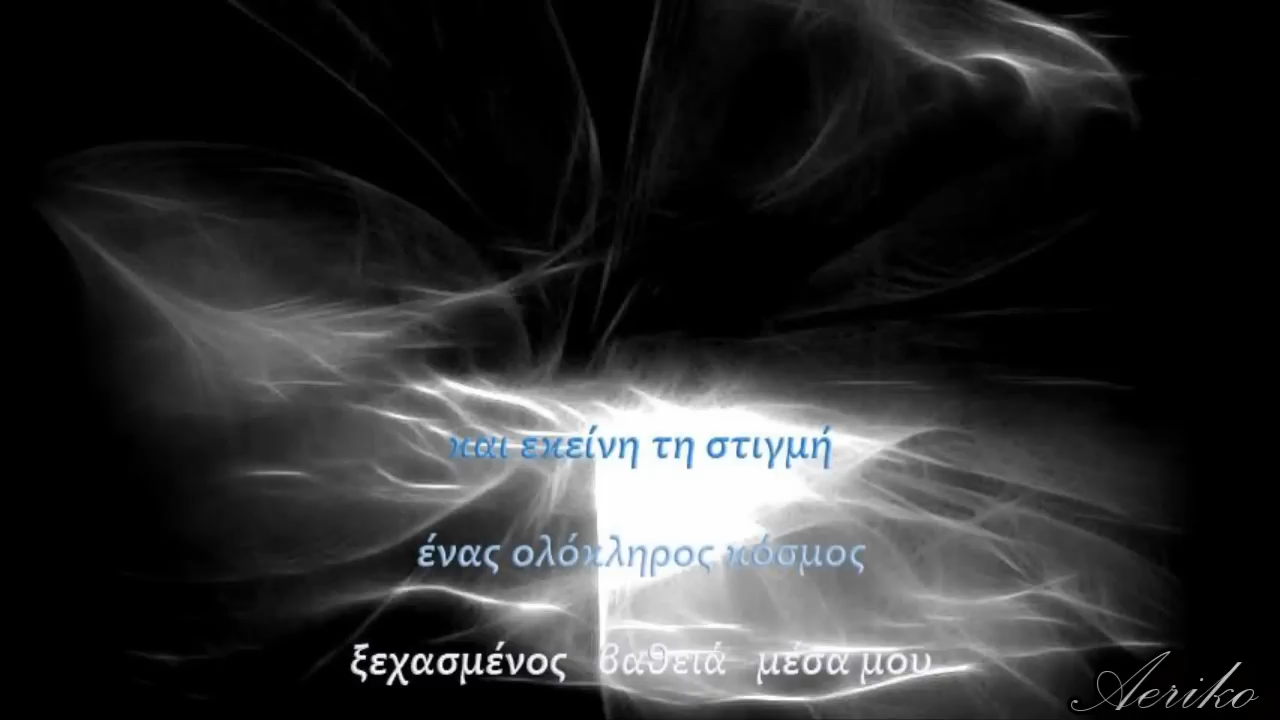 και εκείνη τη στιγμή
ένας ολόκληρος κόσμος
ξεχασμένος βαθειά μέσα μου
Aeriko